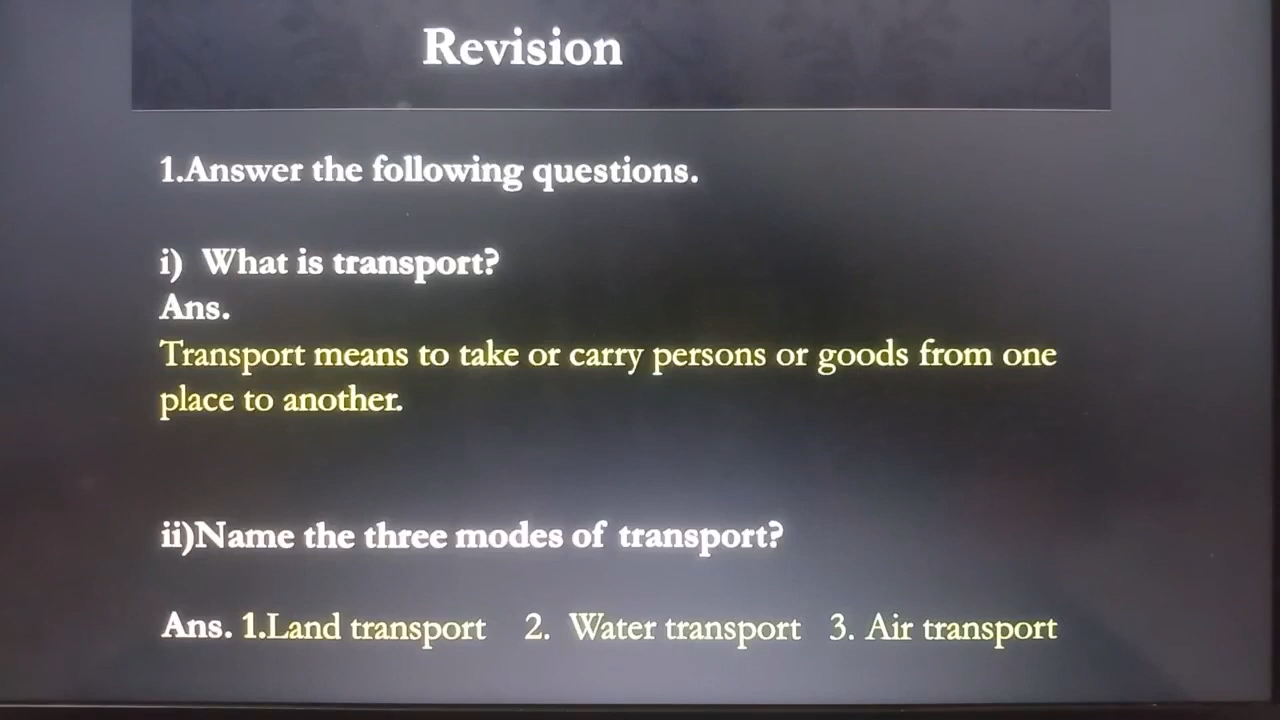 Revision
1.Answer the following questions.
i) What is transport?
Ans.
Transport means to take or carry persons or goods from one
place to another.
ii)Name the three modes of transport?
Ans. 1.Land transport 2. Water transport 3. Air transport